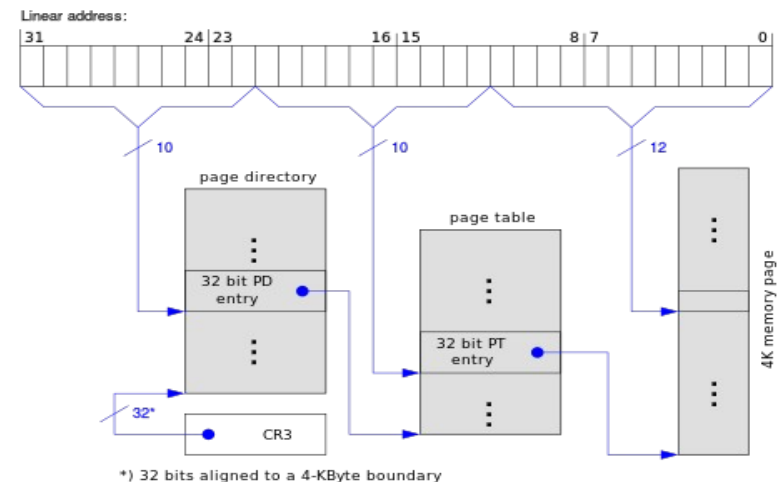 Linear address:
31 24 23 16 15 8 7 0
10 10 12
page directory
page table
32 bit PD
entry
32 bit PT
entry
4K memory page
32*
CR3
*) 32 bits aligned to a 4-KByte boundary